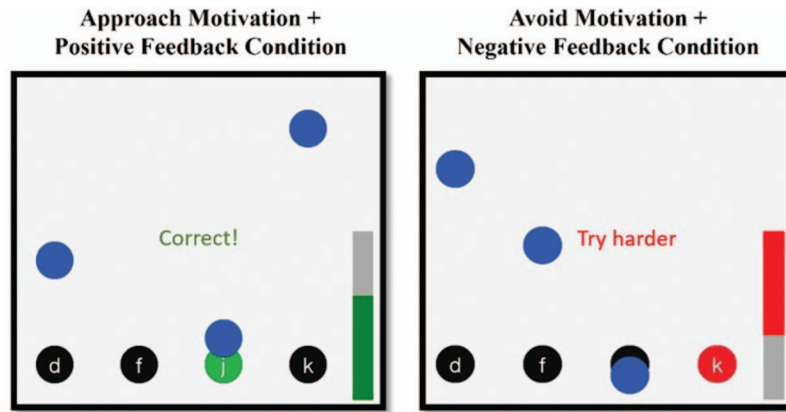 Approach Motivation +
Positive Feedback Condition
Correct!
d f j k
Avoid Motivation +
Negative Feedback Condition
Try harder
d f k